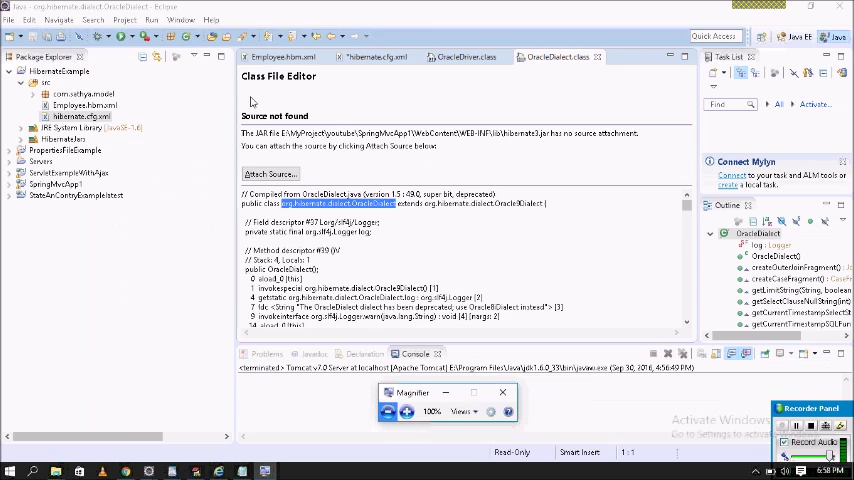 Java - org.hibernate.dialect.OracleDialect - Eclipse
File Edit Navigate Search Project Run Window Help
Quick Access
Java EE
Java
Package Explorer
Employee.hbm.xml
*hibernate.cfg.xml
OracleDriver.class
OracleDialect.class
Task List
HibernateExample
src
com.sathya.model
Employee.hbm.xml
hibernate.cfg.xml
JRE System Library [JavaSE-1.6]
HibernateJars
PropertiesFileExample
Servers
ServletExampleWithAjax
SpringMvcApp1
StateAnContryExamplelatest
Class File Editor
Source not found
The JAR file E:\MyProject\youtube\SpringMvcApp1\WebContent\WEB-INF\lib\hibernate3.jar has no source attachment.
You can attach the source by clicking Attach Source below:
Attach Source...
// Compiled from OracleDialect.java (version 1.5 : 49.0, super bit, deprecated)
public class org.hibernate.dialect.OracleDialect extends org.hibernate.dialect.Oracle9Dialect {
// Field descriptor #37 Lorg/slf4j/Logger;
private static final org.slf4j.Logger log;
// Method descriptor #39 ()V
// Stack: 4, Locals: 1
public OracleDialect();
0 aload_0 [this]
1 invokespecial org.hibernate.dialect.Oracle9Dialect() [1]
4 getstatic org.hibernate.dialect.OracleDialect.log : org.slf4j.Logger [2]
7 ldc <String "The OracleDialect dialect has been deprecated; use Oracle8iDialect instead"> [3]
9 invokeinterface org.slf4j.Logger.warn(java.lang.String) : void [4] [nargs: 2]
14 aload_0 [this]
Find
All
Activate...
Connect Mylyn
Connect to your task and ALM tools or
create a local task.
Outline
OracleDialect
log : Logger
OracleDialect()
createOuterJoinFragment()
createCaseFragment()
getLimitString(String,
getSelectClauseNullString(int)
getCurrentTimestampSelectSt
getCurrentTimestampSQLFun
Problems
Javadoc
Declaration
Console
<terminated> Tomcat v7.0 Server at localhost [Apache Tomcat] E:\Program Files\Java\jdk1.6.0_33\bin\javaw.exe (Sep 30, 2016, 4:56:49 PM)
Magnifier
100%
Views
Activate Windows
Go to Settings to activate Windows.
Recorder Panel
Record Audio
Read-Only
Smart Insert
1 : 1
6:58 PM